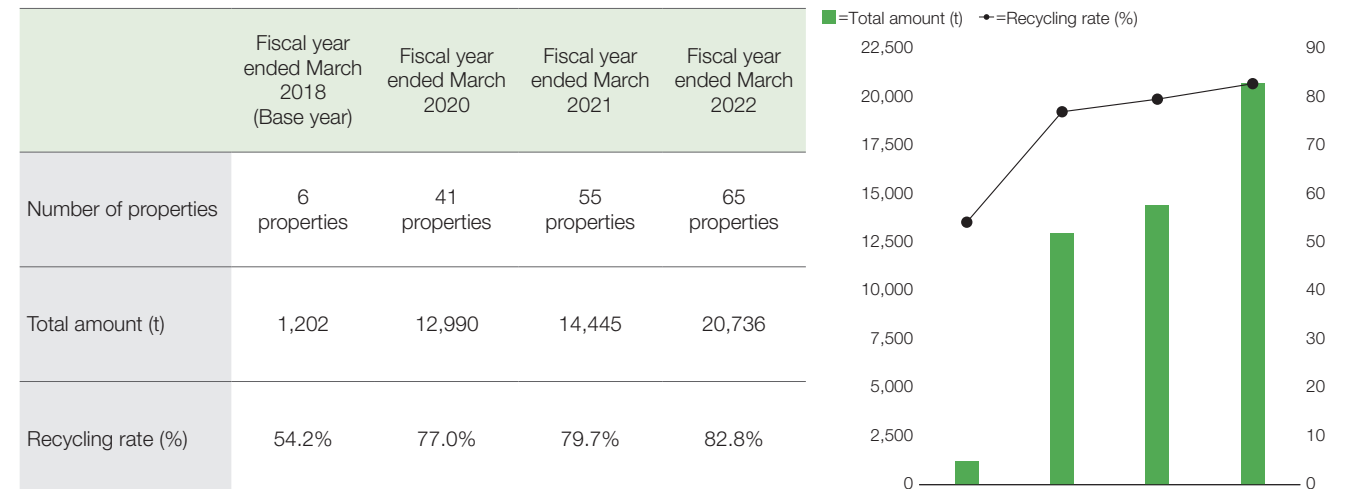 Fiscal year
ended March
2018
(Base year)
Fiscal year
ended March
2020
Fiscal year
ended March
2021
Fiscal year
ended March
2022
Number of properties
6
properties
41
properties
55
properties
65
properties
Total amount (t)
1,202
12,990
14,445
20,736
Recycling rate (%)
54.2%
77.0%
79.7%
82.8%
=Total amount (t) =Recycling rate (%)
22,500
20,000
17,500
15,000
12,500
10,000
7,500
5,000
2,500
0
90
80
70
60
50
40
30
20
10
0